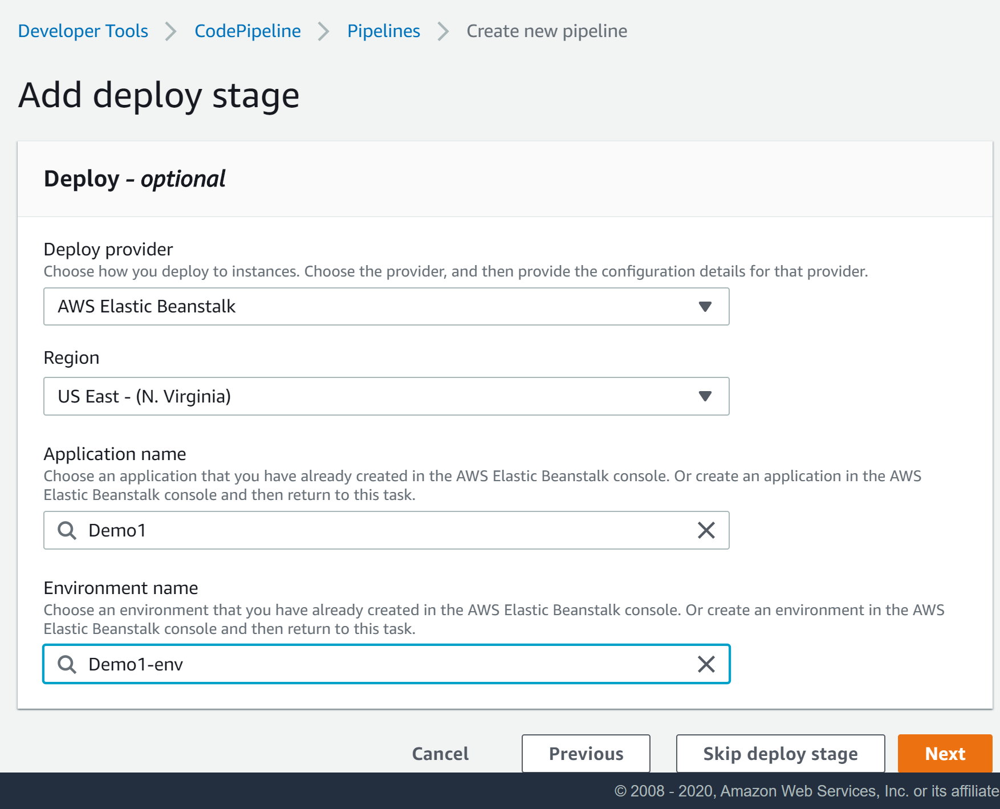 Developer Tools > CodePipeline > Pipelines > Create new pipeline
Add deploy stage
Deploy - optional
Deploy provider
Choose how you deploy to instances. Choose the provider, and then provide the configuration details for that provider.
AWS Elastic Beanstalk
Region
US East - (N. Virginia)
Application name
Choose an application that you have already created in the AWS Elastic Beanstalk console. Or create an application in the AWS
Elastic Beanstalk console and then return to this task.
Demo1
Environment name
Choose an environment that you have already created in the AWS Elastic Beanstalk console. Or create an environment in the AWS
Elastic Beanstalk console and then return to this task.
Demo1-env
Cancel Previous Skip deploy stage Next
© 2008 - 2020, Amazon Web Services, Inc. or its affiliate